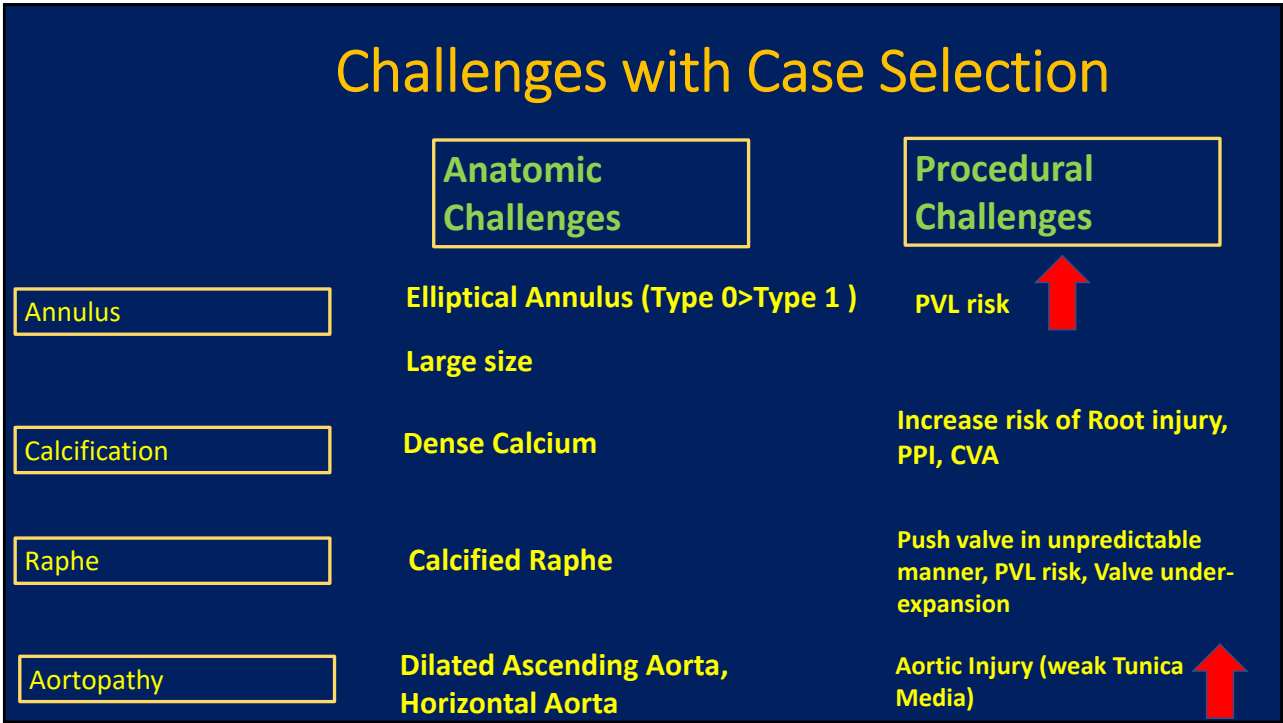 Challenges with Case Selection
Anatomic
Challenges
Procedural
Challenges
Annulus
Elliptical Annulus (Type 0>Type 1 )
Large size
PVL risk
Calcification
Dense Calcium
Increase risk of Root injury,
PPI, CVA
Raphe
Calcified Raphe
Push valve in unpredictable
manner, PVL risk, Valve under-
expansion
Aortopathy
Dilated Ascending Aorta,
Horizontal Aorta
Aortic Injury (weak Tunica
Media)